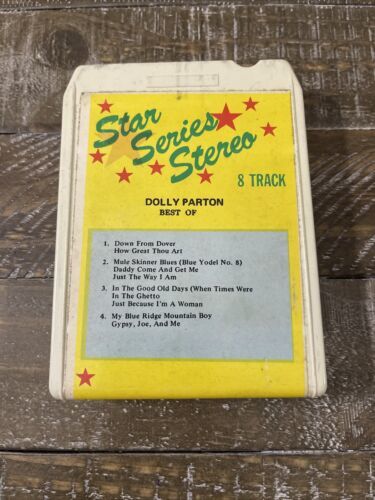 Star
Series
Stereo
8 TRACK
DOLLY PARTON
BEST OF
1. Down From Dover
How Great Thou Art
2. Mule Skinner Blues (Blue Yodel No. 8)
Daddy Come And Get Me
Just The Way I Am
3. In The Good Old Days (When Times Were
In The Ghetto
Just Because I'm A Woman
4. My Blue Ridge Mountain Boy
Gypsy, Joe, And Me